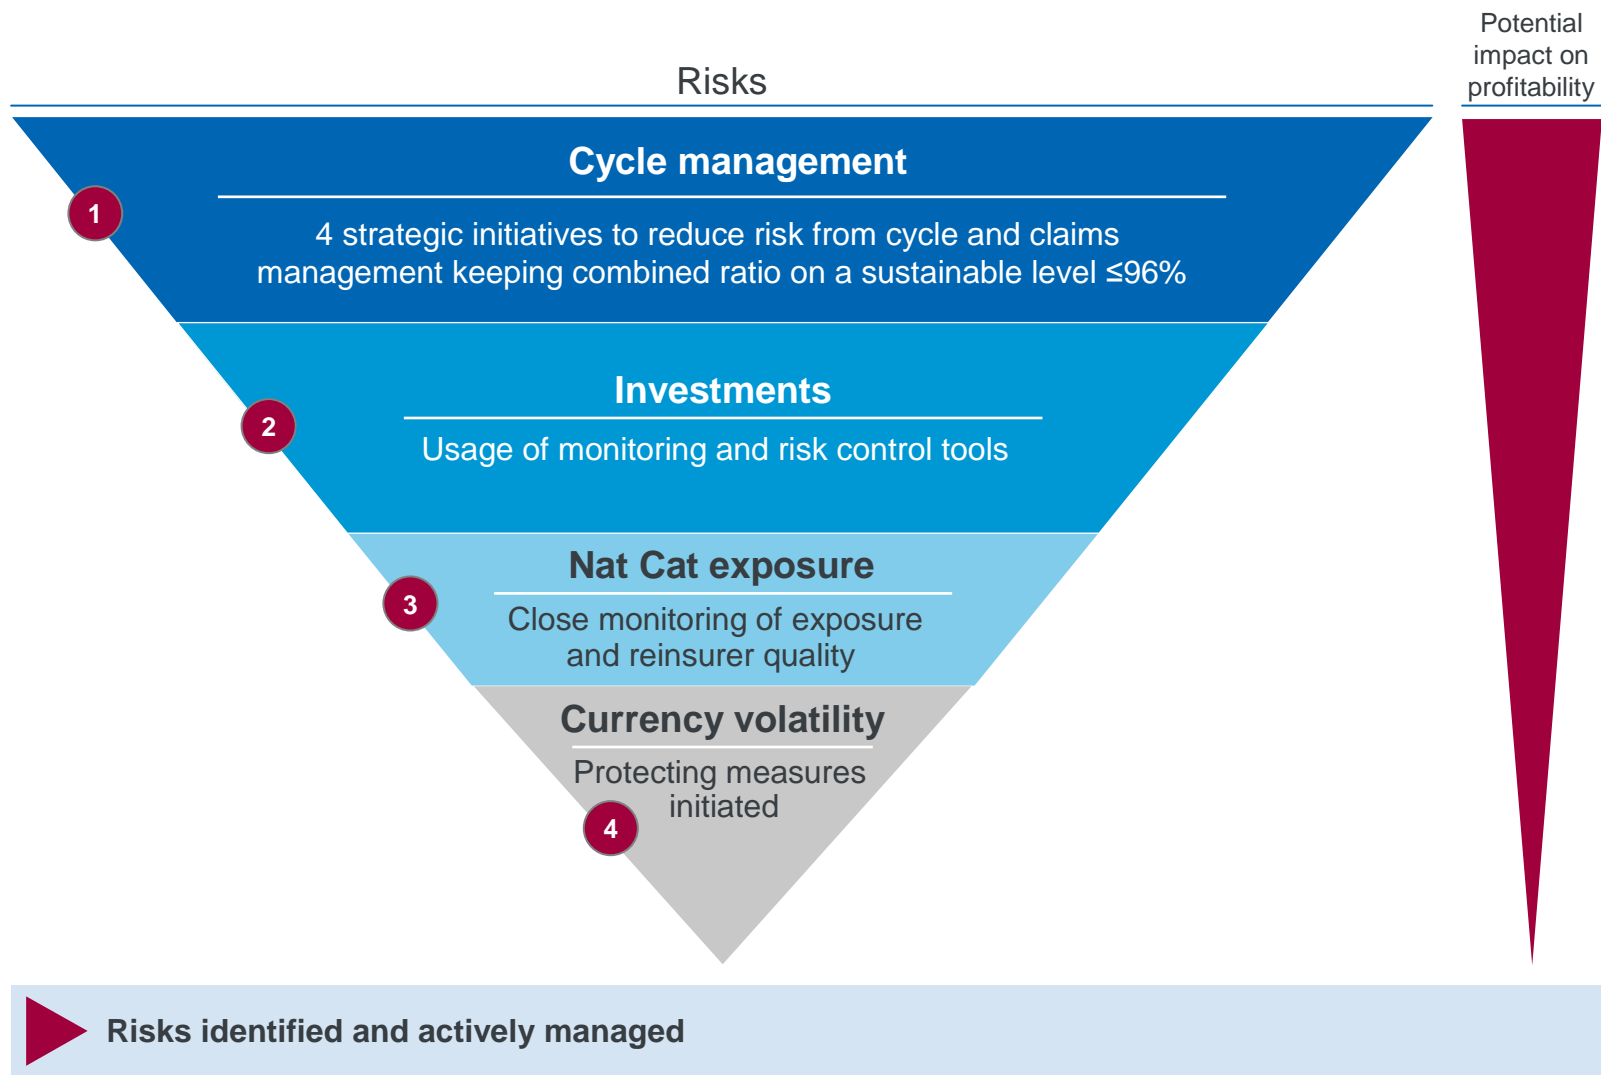 Potential
impact on
profitability
Risks
Cycle management
1
4 strategic initiatives to reduce risk from cycle and claims
management keeping combined ratio on a sustainable level ≤96%
Investments
2
Usage of monitoring and risk control tools
Nat Cat exposure
3
Close monitoring of exposure
and reinsurer quality
Currency volatility
Protecting measures
initiated
4
Risks identified and actively managed